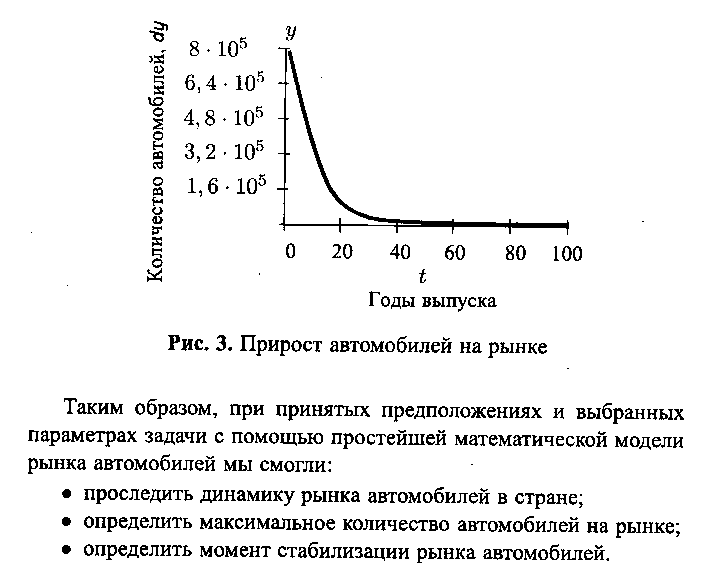 y
Количество автомобилей, dy
8 · 10⁵
6, 4 · 10⁵
4, 8 · 10⁵
3, 2 · 10⁵
1, 6 · 10⁵
0 20 40 60 80 100
t
Годы выпуска
Рис. 3. Прирост автомобилей на рынке
Таким образом, при принятых предположениях и выбранных
параметрах задачи с помощью простейшей математической модели
рынка автомобилей мы смогли:
• проследить динамику рынка автомобилей в стране;
• определить максимальное количество автомобилей на рынке;
• определить момент стабилизации рынка автомобилей.